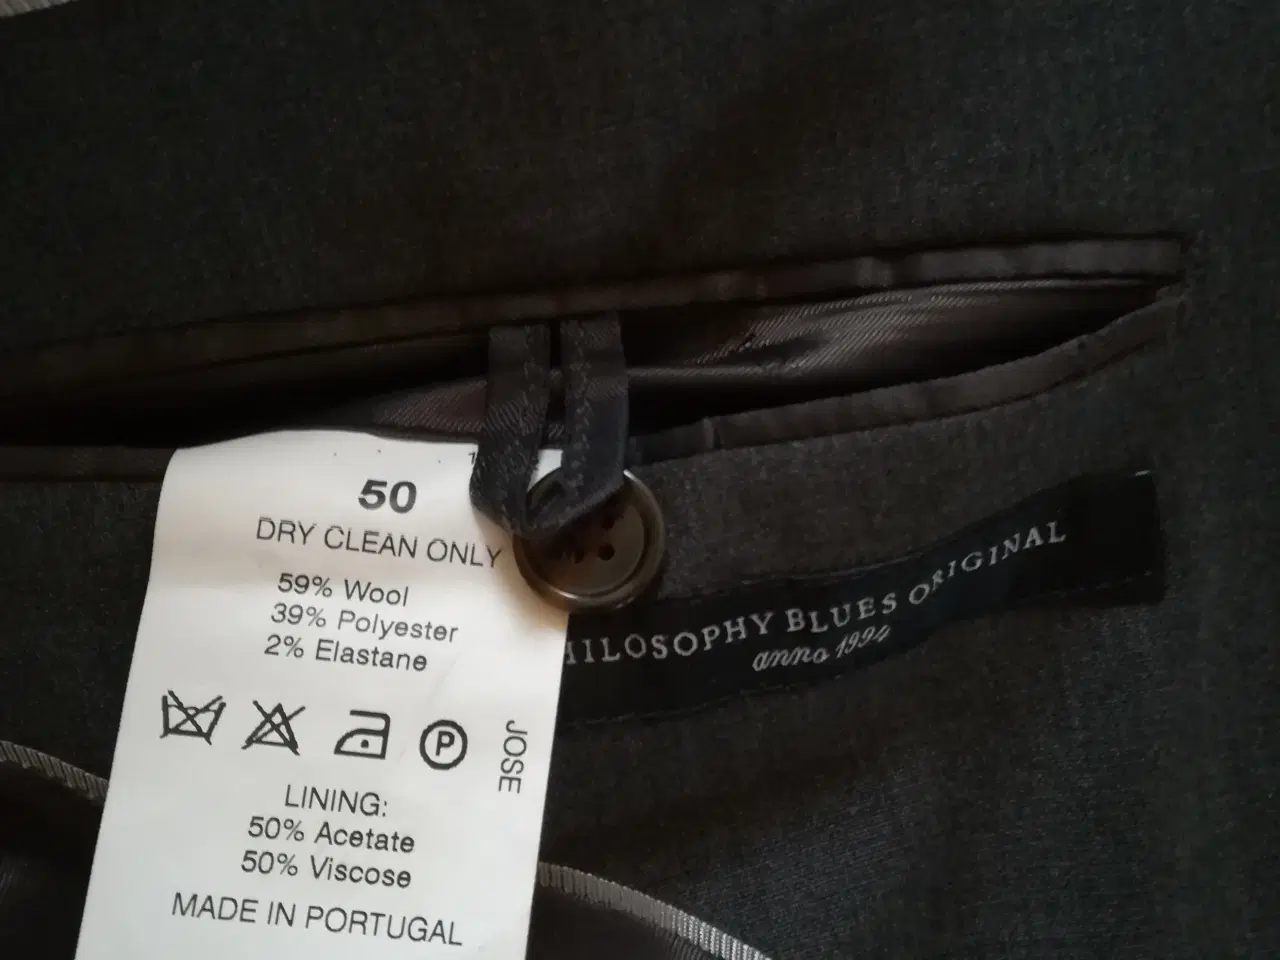 50
DRY CLEAN ONLY
59% Wool
39% Polyester
2% Elastane
P
JOSE
LINING:
50% Acetate
50% Viscose
MADE IN PORTUGAL
HILOSOPHY BLUES ORIGINAL
anno 1994